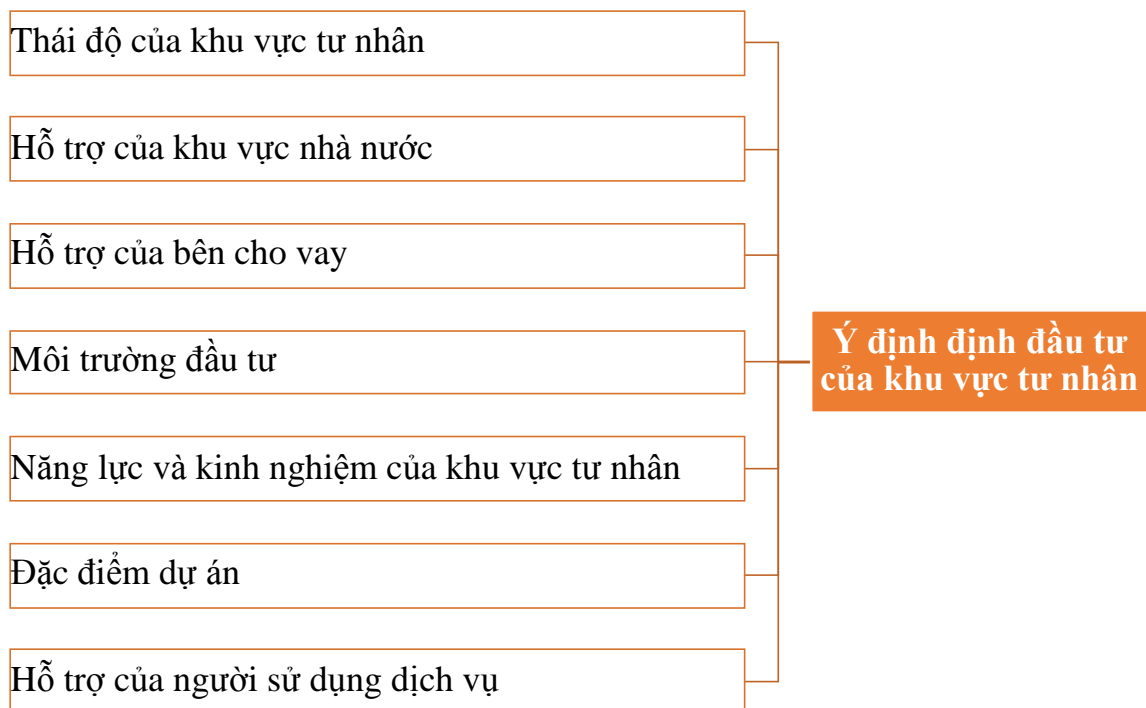 Thái độ của khu vực tư nhân
Hỗ trợ của khu vực nhà nước
Hỗ trợ của bên cho vay
Môi trường đầu tư
Năng lực và kinh nghiệm của khu vực tư nhân
Đặc điểm dự án
Hỗ trợ của người sử dụng dịch vụ
Ý định định đầu tư
của khu vực tư nhân